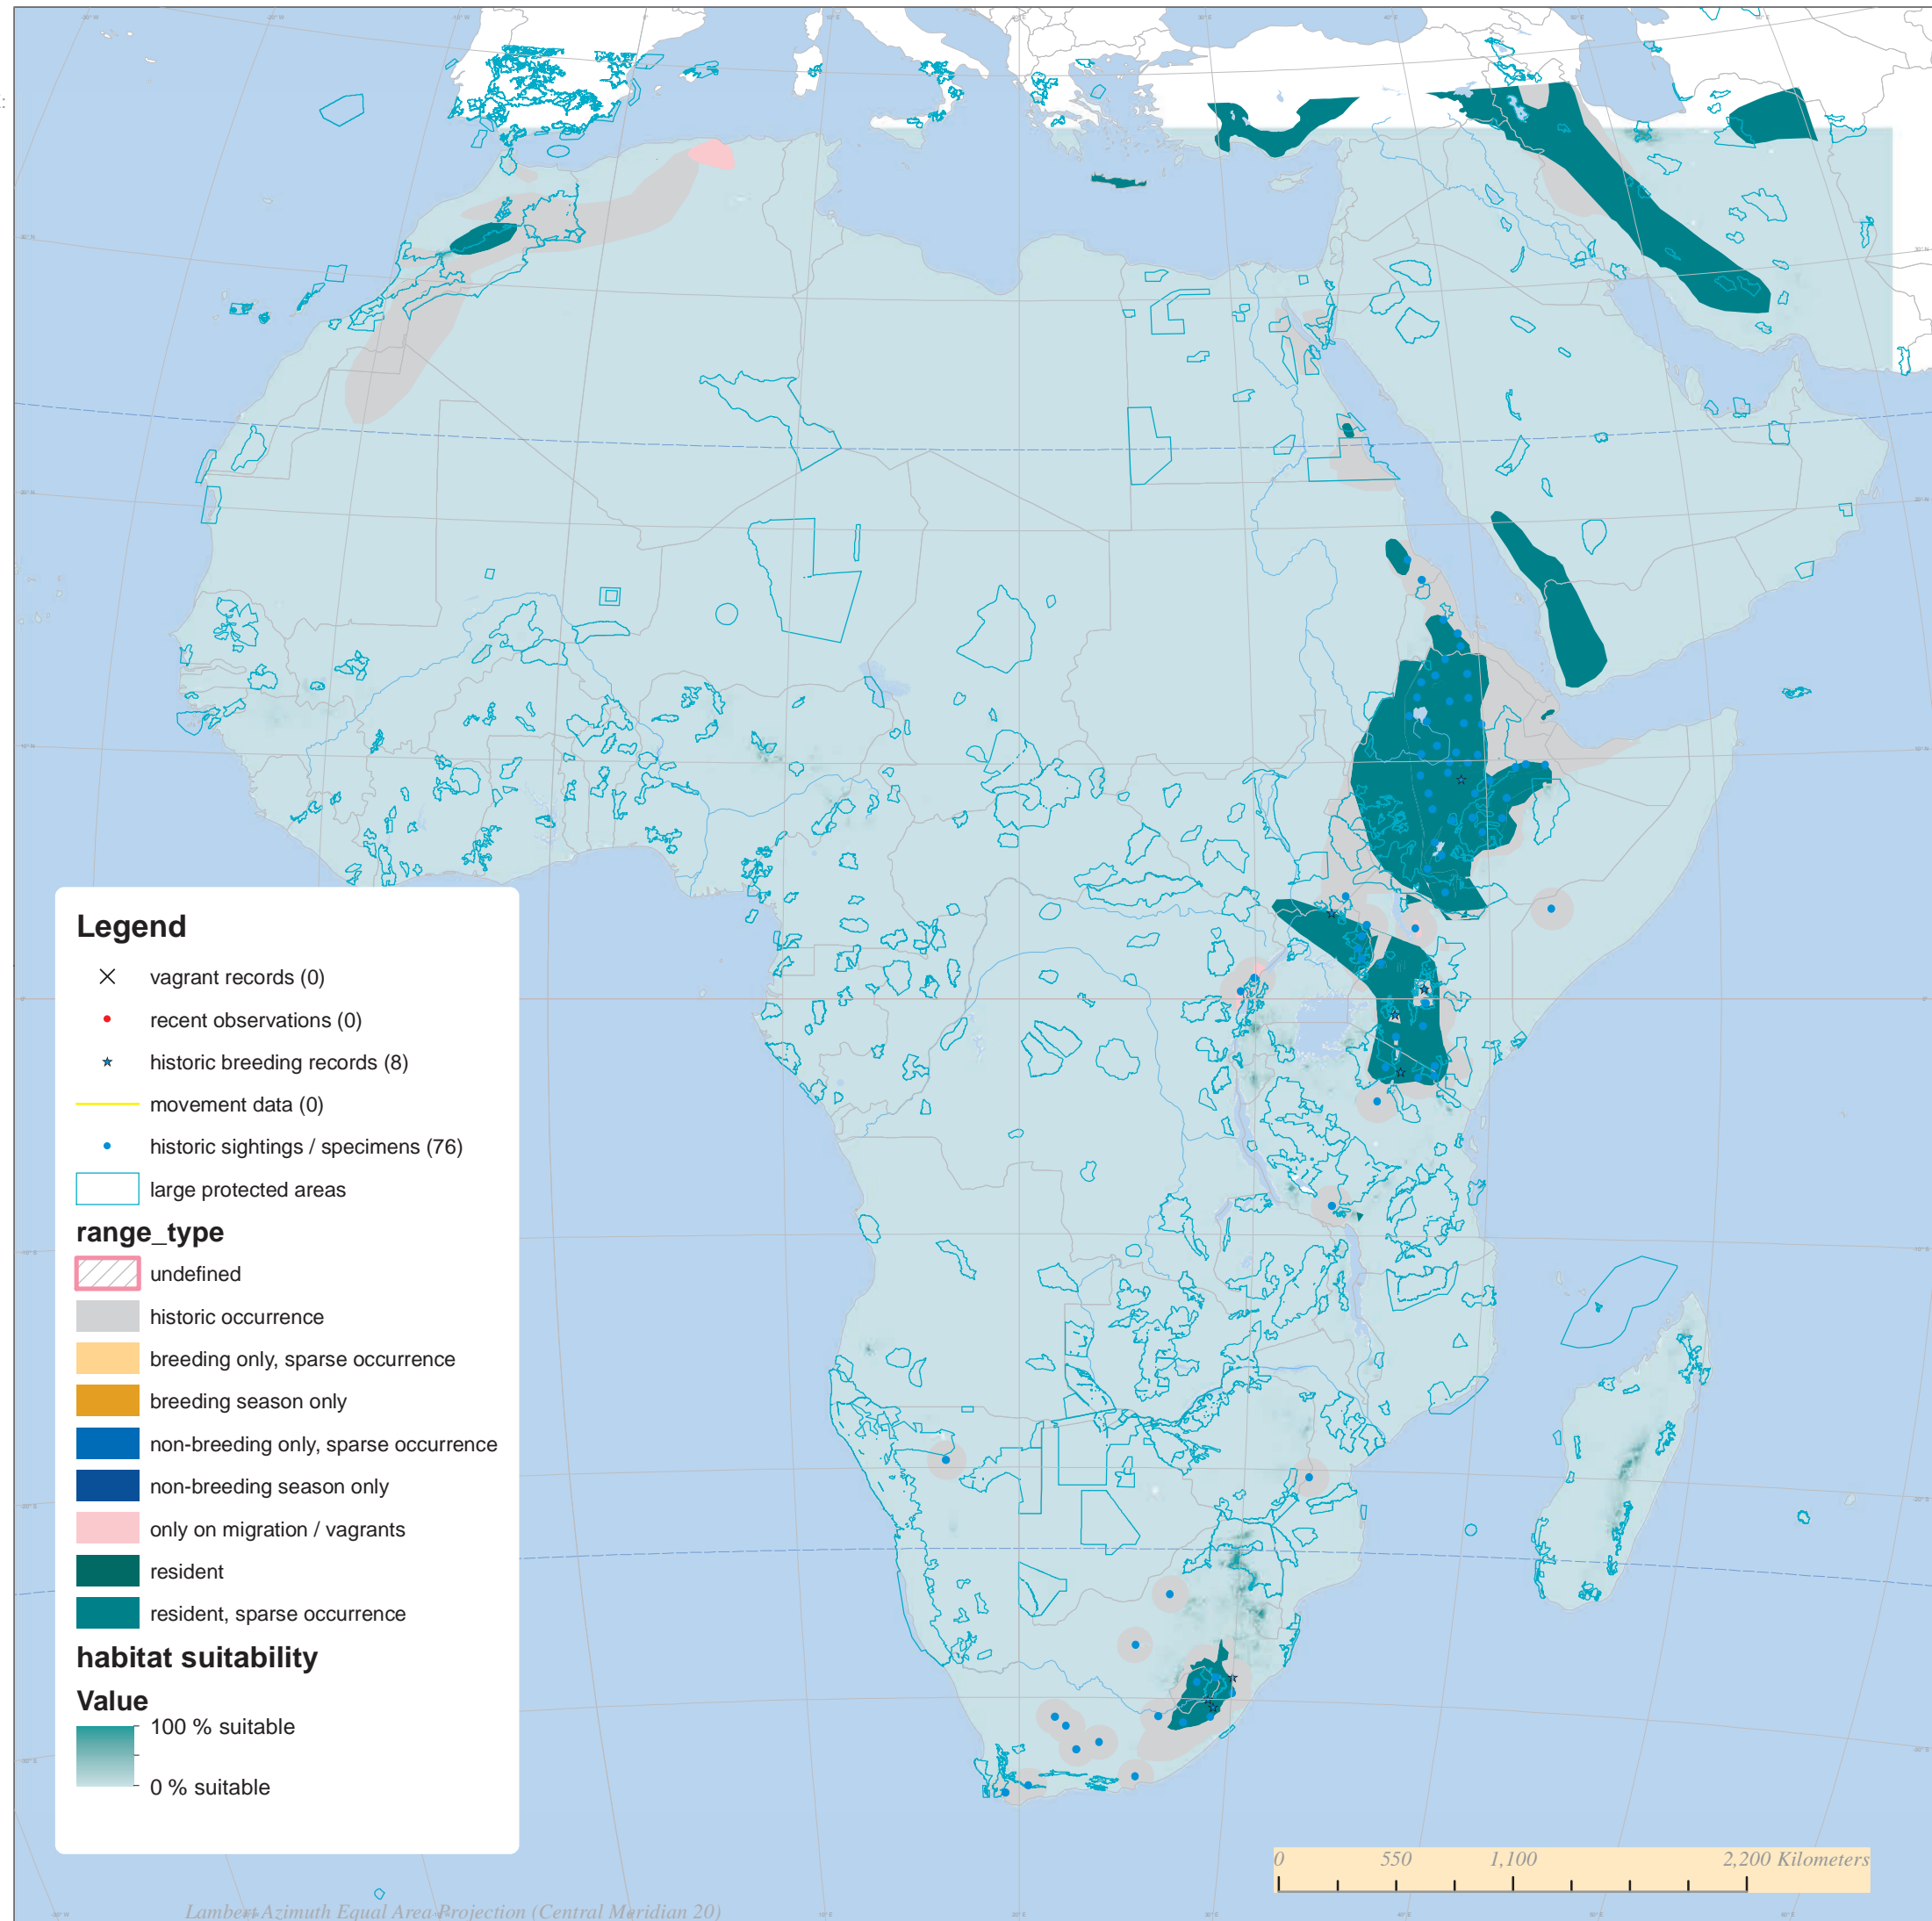 Legend
vagrant records (0)
recent observations (0)
historic breeding records (8)
movement data (0)
historic sightings / specimens (76)
large protected areas
range_type
undefined
historic occurrence
breeding only, sparse occurrence
breeding season only
non-breeding only, sparse occurrence
non-breeding season only
only on migration / vagrants
resident
resident, sparse occurrence
habitat suitability
Value
100 % suitable
0 % suitable
0 550 1,100 2,200 Kilometers
Lambert Azimuth Equal Area Projection (Central Meridian 20)